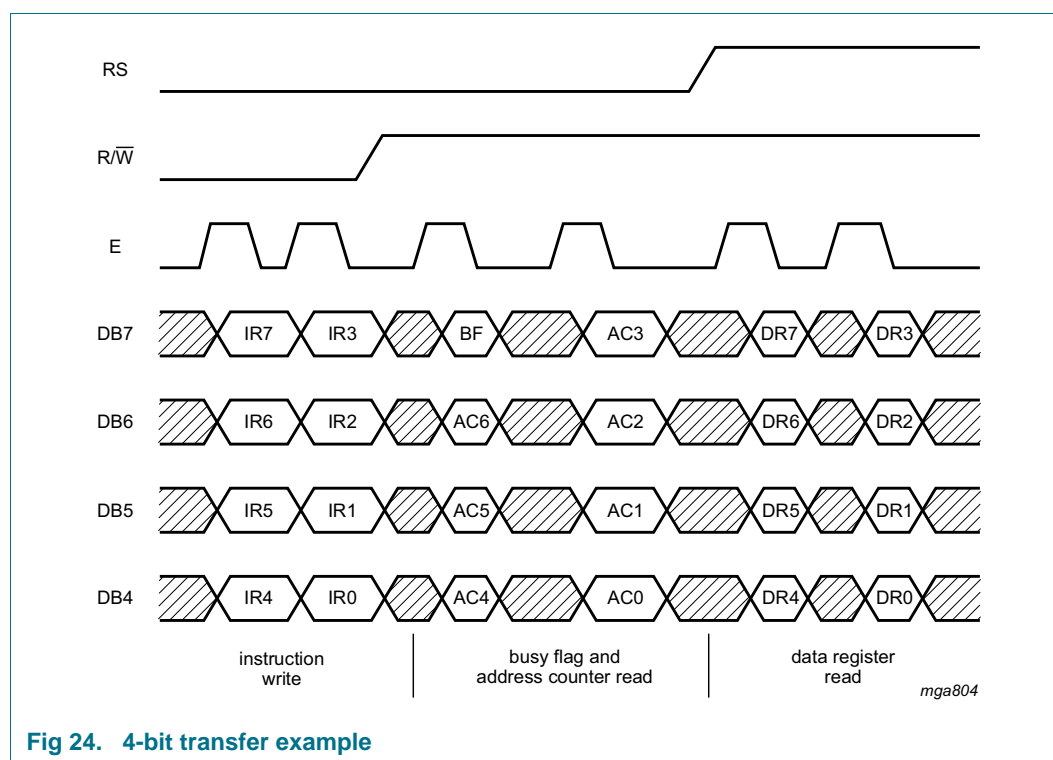 RS
R/W̅
E
DB7 IR7 IR3 BF AC3 DR7 DR3
DB6 IR6 IR2 AC6 AC2 DR6 DR2
DB5 IR5 IR1 AC5 AC1 DR5 DR1
DB4 IR4 IR0 AC4 AC0 DR4 DR0
instruction
write
busy flag and
address counter read
data register
read
mga804
Fig 24. 4-bit transfer example